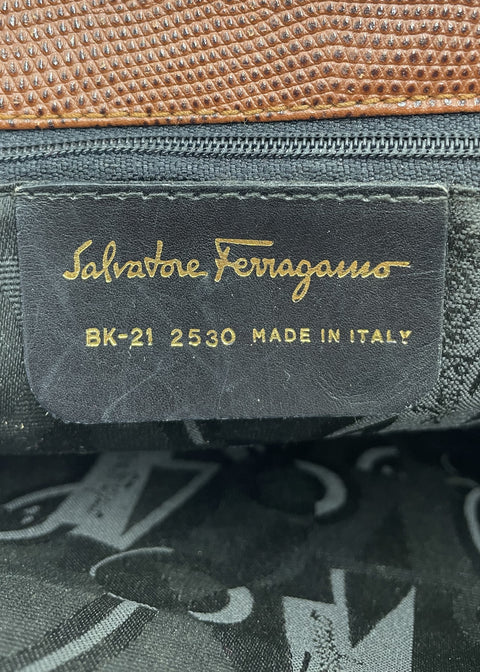 Salvatore Ferragamo
BK-21 2530 MADE IN ITALY